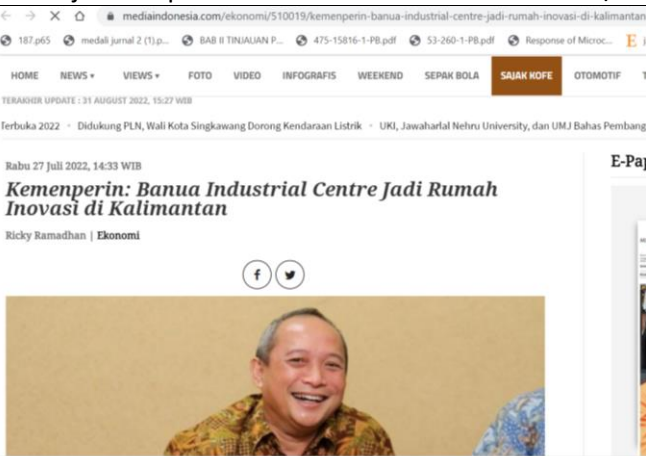 mediaindonesia.com/ekonomi/510019/kemenperin-banua-industrial-centre-jadi-rumah-inovasi-di-kalimantan
187.p65 medali jurnal 2 (1).p... BAB II TINJAUAN P... 475-15816-1-PB.pdf 53-260-1-PB.pdf Response of Microc... E
HOME NEWS VIEWS FOTO VIDEO INFOGRAFIS WEEKEND SEPAK BOLA SAJAK KOFE OTOMOTIF
TERAKHIR UPDATE : 31 AUGUST 2022, 15:27 WIB
Terbuka 2022 • Didukung PLN, Wali Kota Singkawang Dorong Kendaraan Listrik • UKI, Jawaharlal Nehru University, dan UMJ Bahas Pembang
Rabu 27 Juli 2022, 14:33 WIB
E-Pap
Kemenperin: Banua Industrial Centre Jadi Rumah
Inovasi di Kalimantan
Ricky Ramadhan | Ekonomi